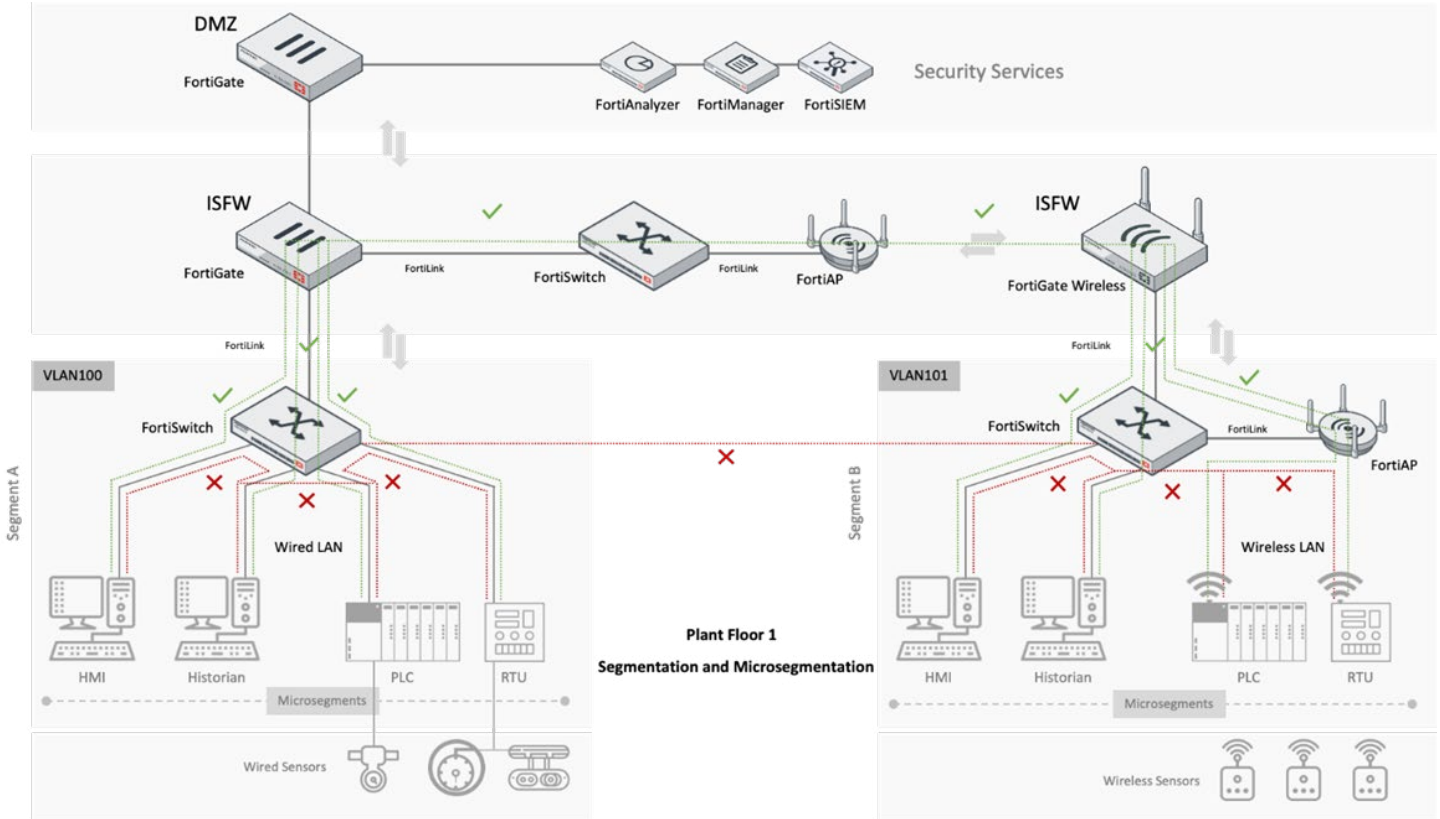 DMZ
FortiGate
FortiAnalyzer
FortiManager
FortiSIEM
Security Services
ISFW
FortiGate
FortiLink
FortiSwitch
FortiLink
FortiAP
ISFW
FortiGate Wireless
FortiLink
FortiLink
VLAN100
VLAN101
Segment A
FortiSwitch
Wired LAN
HMI
Historian
PLC
RTU
Microsegments
Wired Sensors
Plant Floor 1
Segmentation and Microsegmentation
Segment B
FortiSwitch
FortiLink
FortiAP
Wireless LAN
HMI
Historian
PLC
RTU
Microsegments
Wireless Sensors